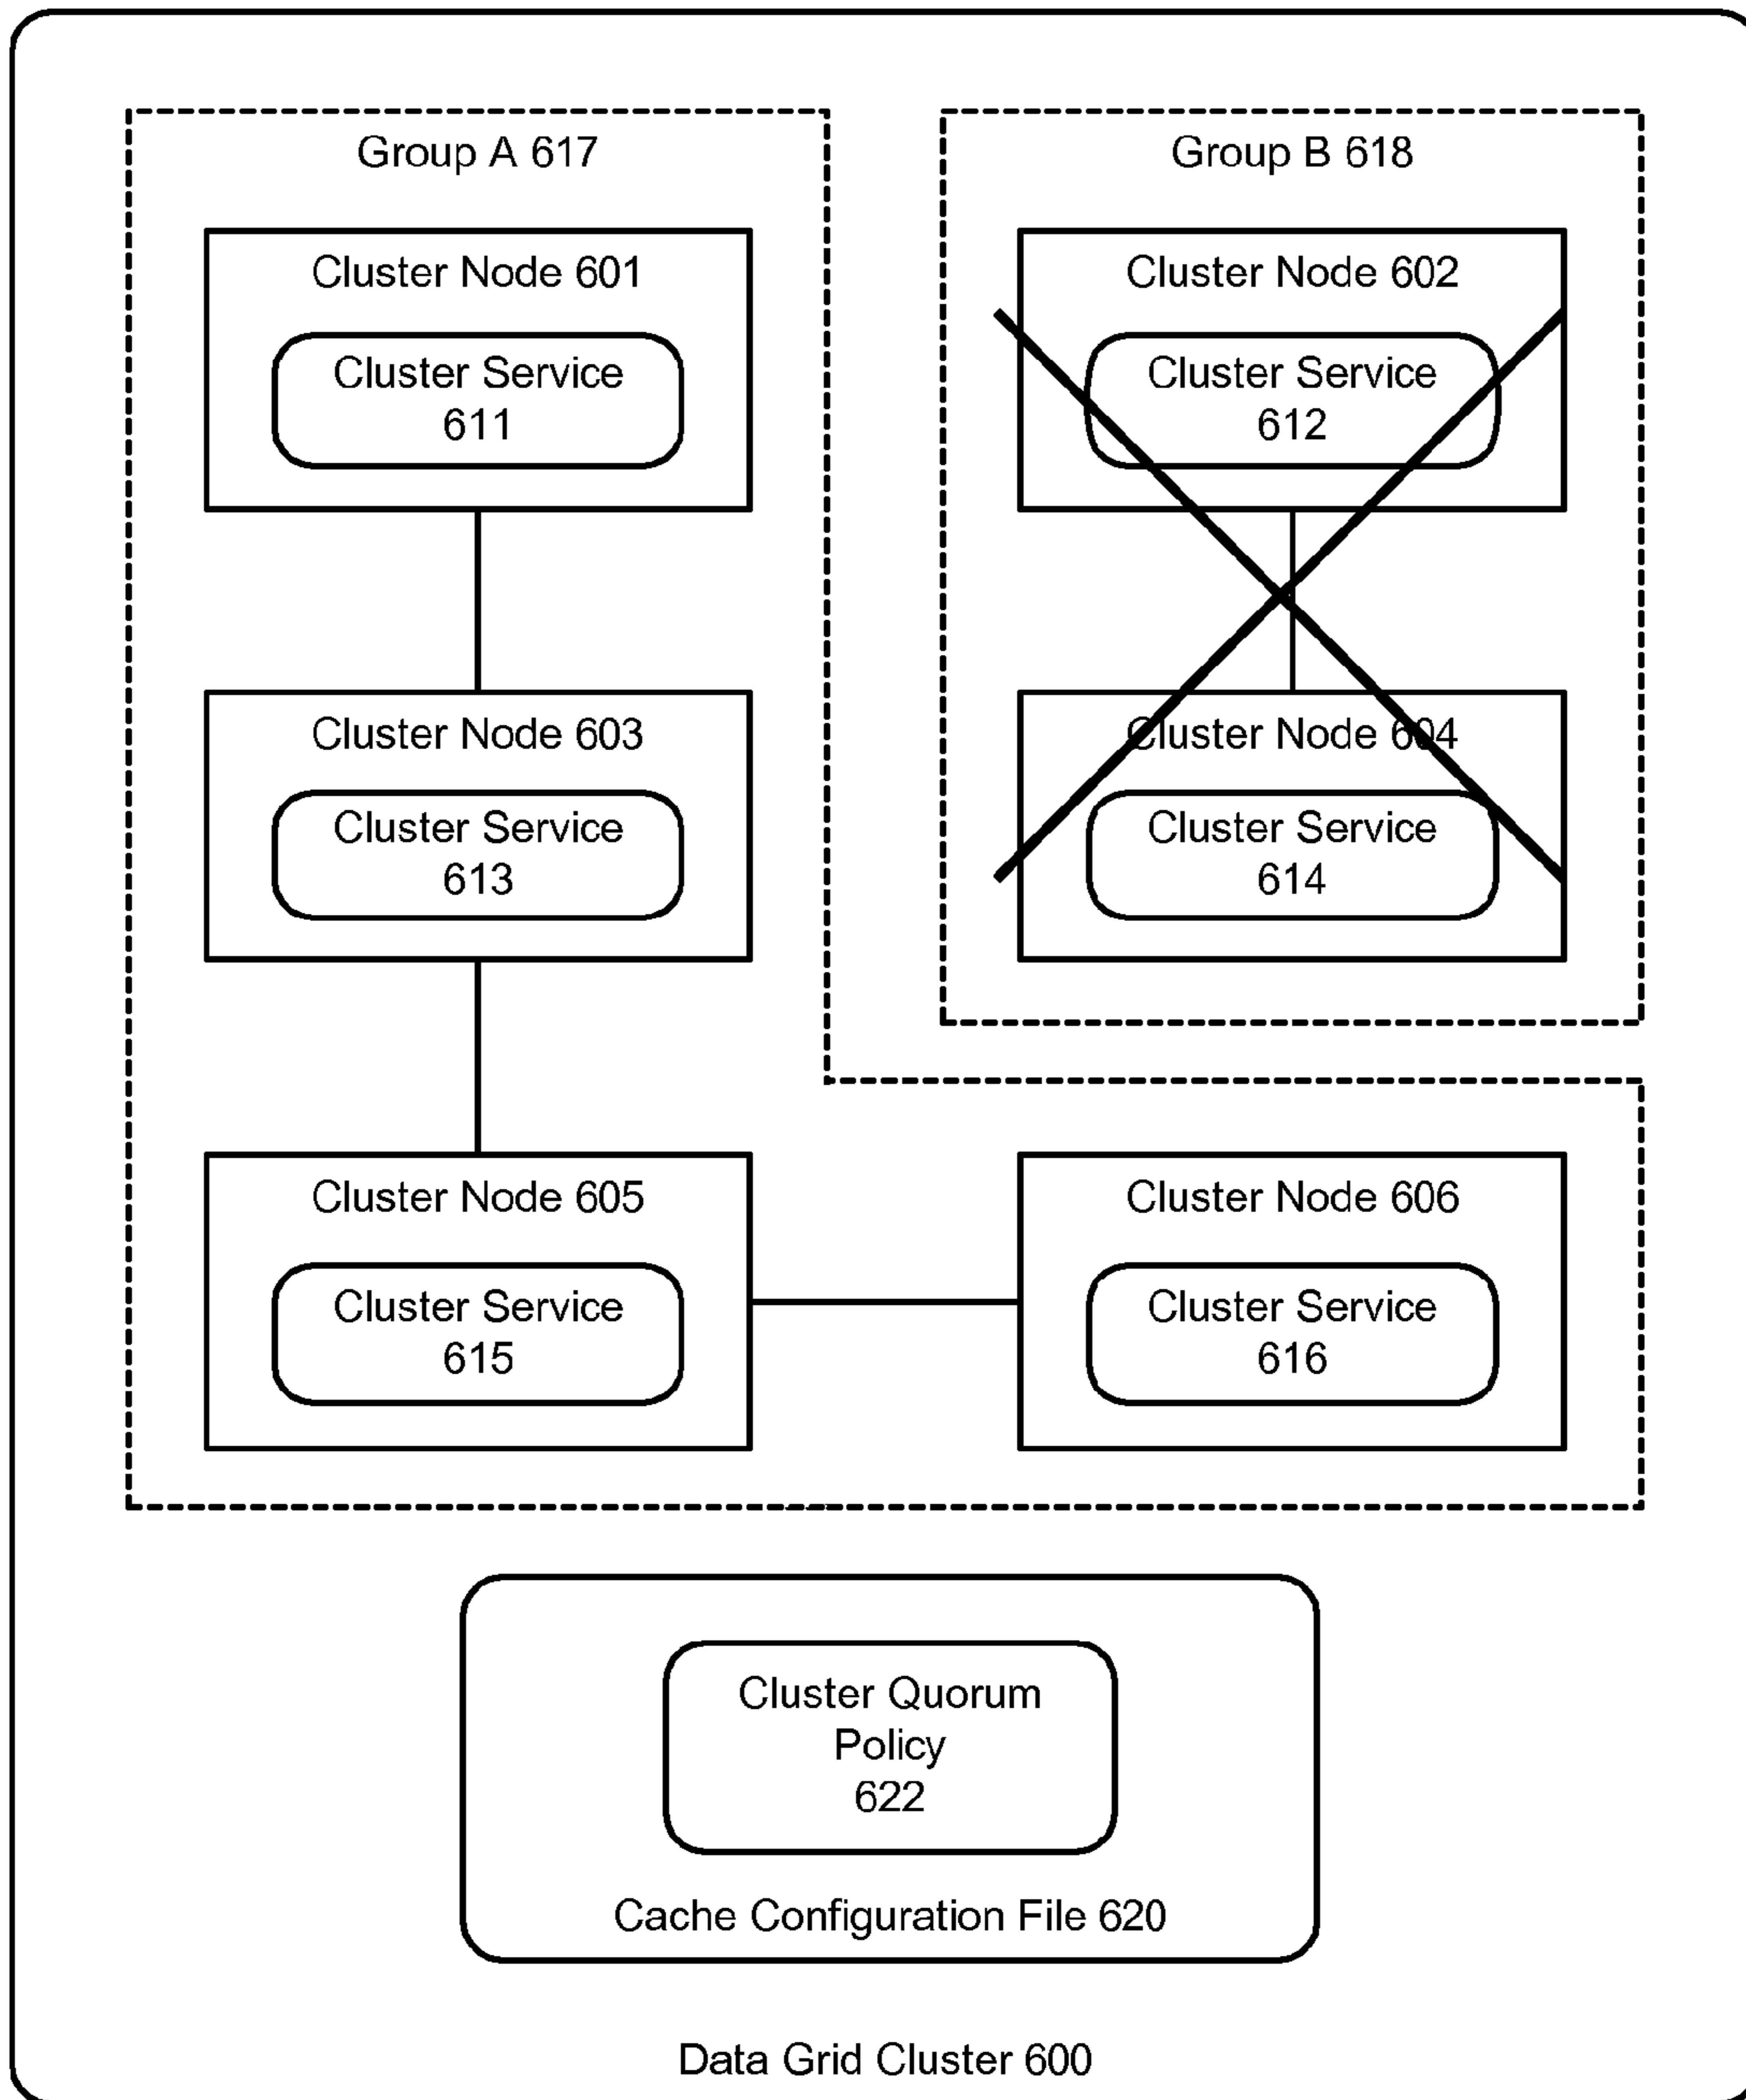 Group A 617
Cluster Node 601
Cluster Service
611
Cluster Node 603
Cluster Service
613
Cluster Node 605
Cluster Service
615
Group B 618
Cluster Node 602
Cluster Service
612
Cluster Node 604
Cluster Service
614
Cluster Node 606
Cluster Service
616
Cluster Quorum
Policy
622
Cache Configuration File 620
Data Grid Cluster 600